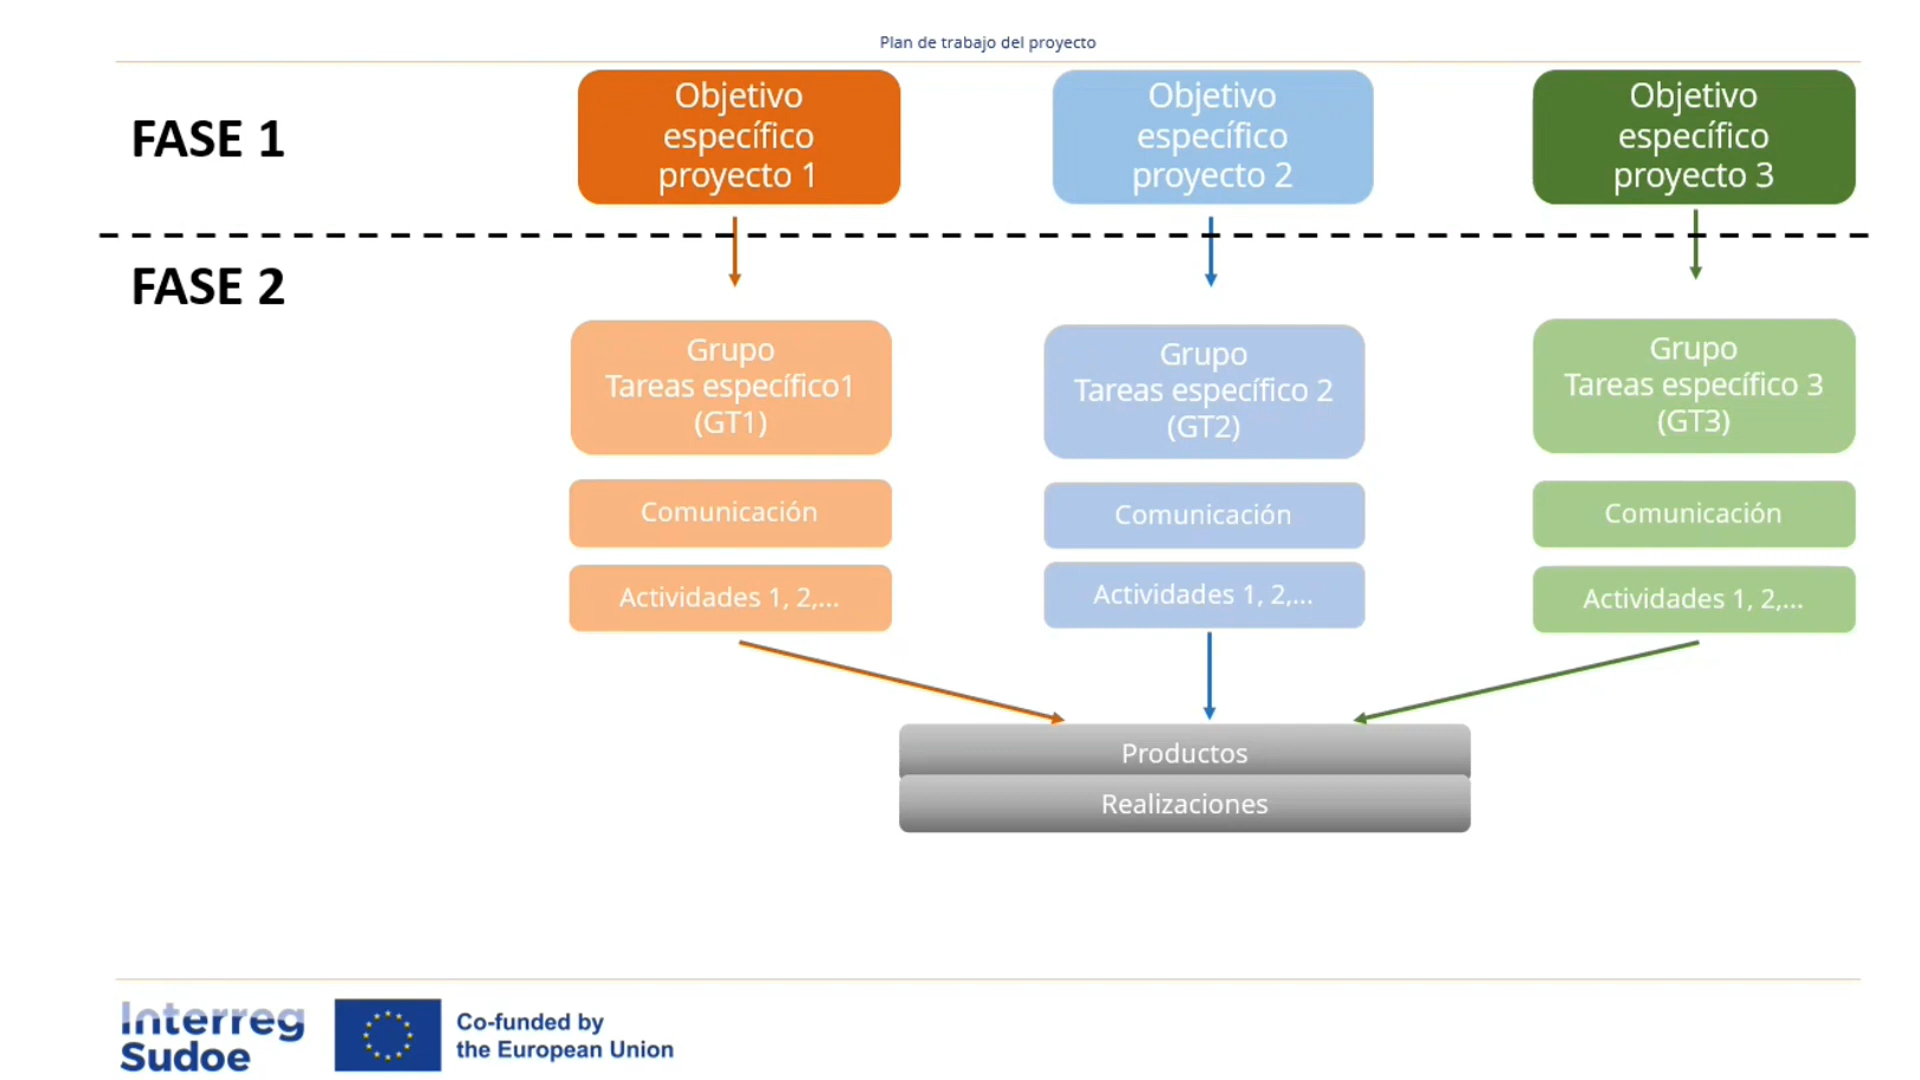 Plan de trabajo del proyecto
FASE 1
Objetivo
específico
proyecto 1
Objetivo
específico
proyecto 2
Objetivo
específico
proyecto 3
FASE 2
Grupo
Tareas específico1
(GT1)
Grupo
Tareas específico 2
(GT2)
Grupo
Tareas específico 3
(GT3)
Comunicación
Comunicación
Comunicación
Actividades 1, 2,...
Actividades 1, 2,...
Actividades 1, 2,...
Productos
Realizaciones
Interreg
Sudoe
Co-funded by
the European Union